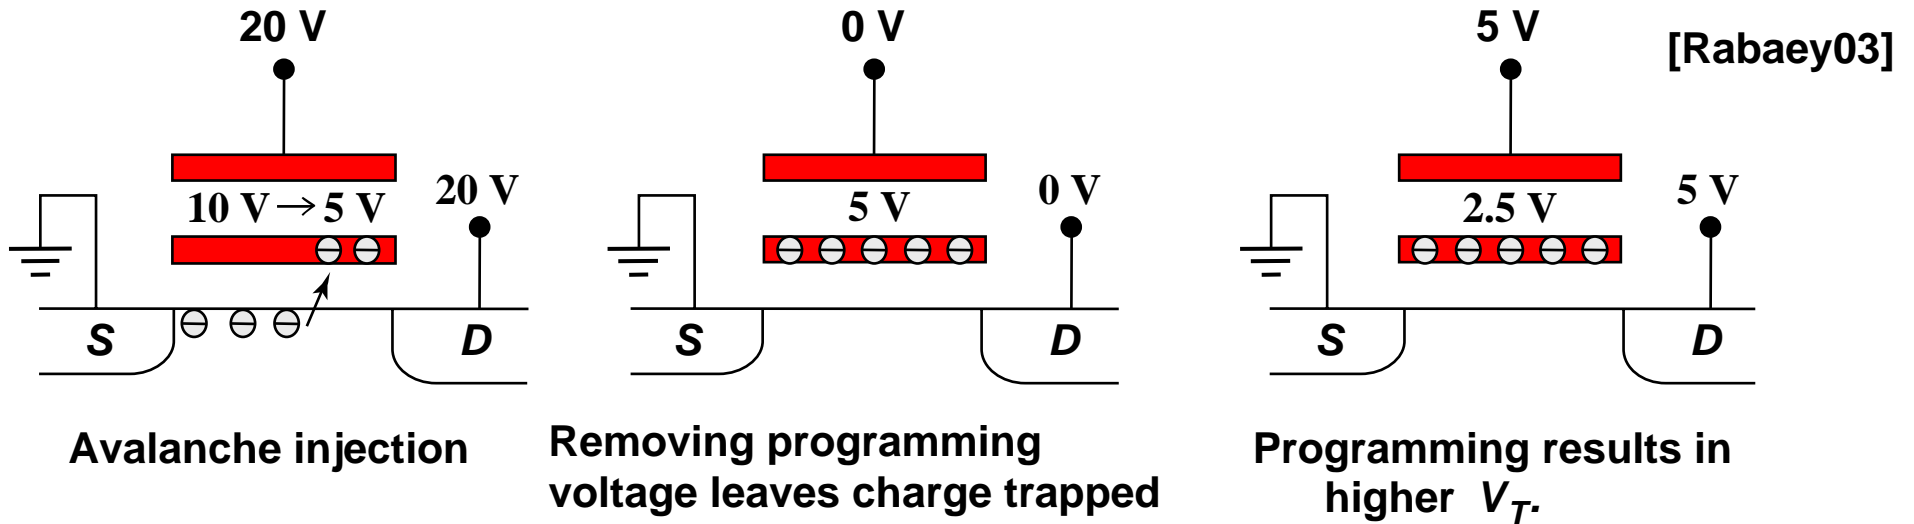 20 V
10 V → 5 V
20 V
S
D
Avalanche injection
0 V
5 V
0 V
S
D
Removing programming
voltage leaves charge trapped
5 V
[Rabaey03]
2.5 V
5 V
S
D
Programming results in
higher V_T.